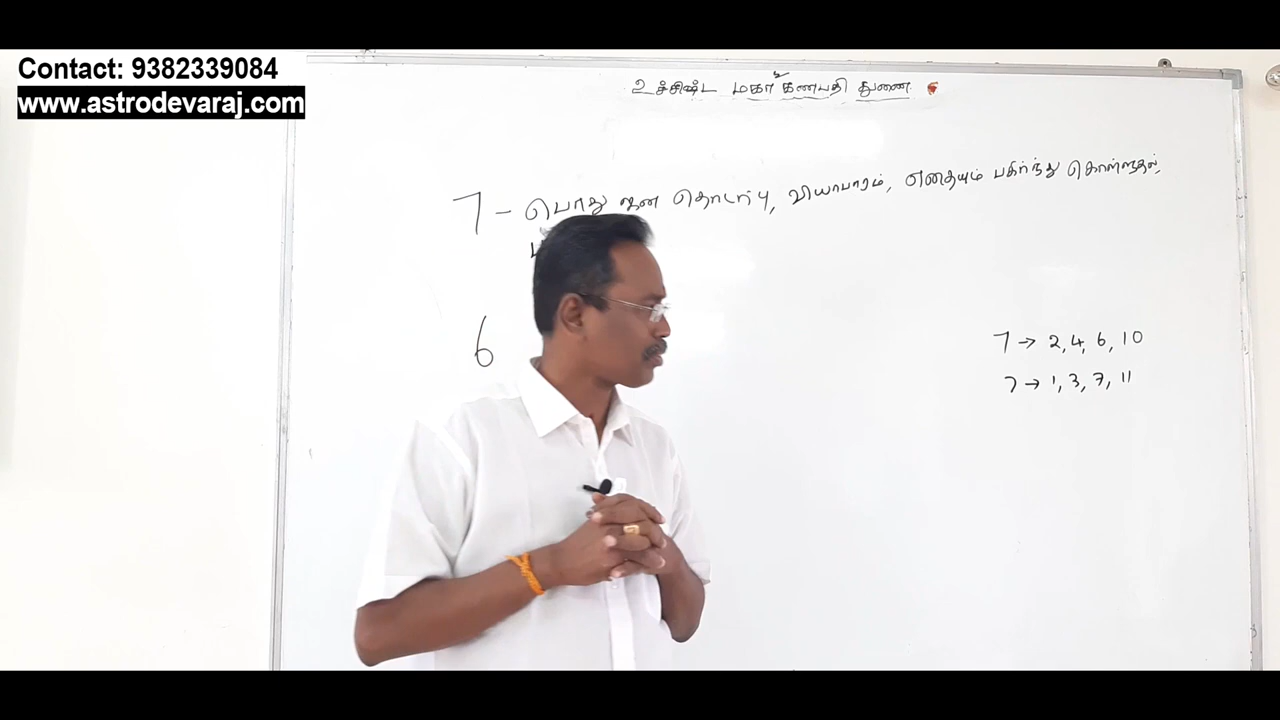 Contact: 9382339084
www.astrodevaraj.com
உச்சிஷ்ட மகா கணபதி துணை
7 - பொது ஜன தொடர்பு, வியாபாரம், எதையும் பகிர்ந்து கொள்ளுதல்,
6
7 → 2, 4, 6, 10
7 → 1, 3, 7, 11